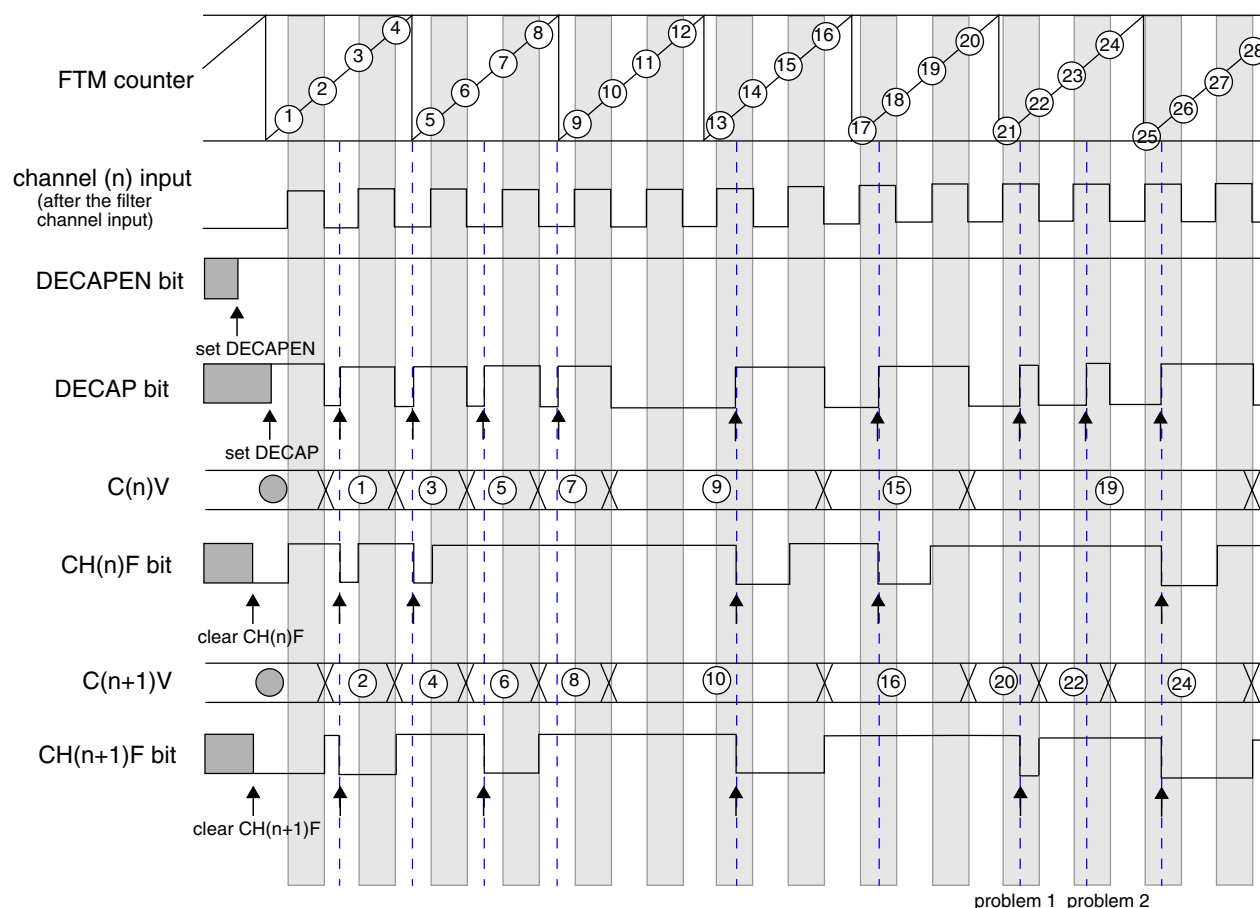 4 8 12 16 20 24 28
3 7 11 15 19 23 27
FTM counter
2 6 10 14 18 22 26
1 5 9 13 17 21 25
channel (n) input
(after the filter
channel input)
DECAPEN bit
set DECAPEN
DECAP bit
set DECAP
C(n)V 1 3 5 7 9 15 19
CH(n)F bit
clear CH(n)F
C(n+1)V 2 4 6 8 10 16 20 22 24
CH(n+1)F bit
clear CH(n+1)F
problem 1 problem 2